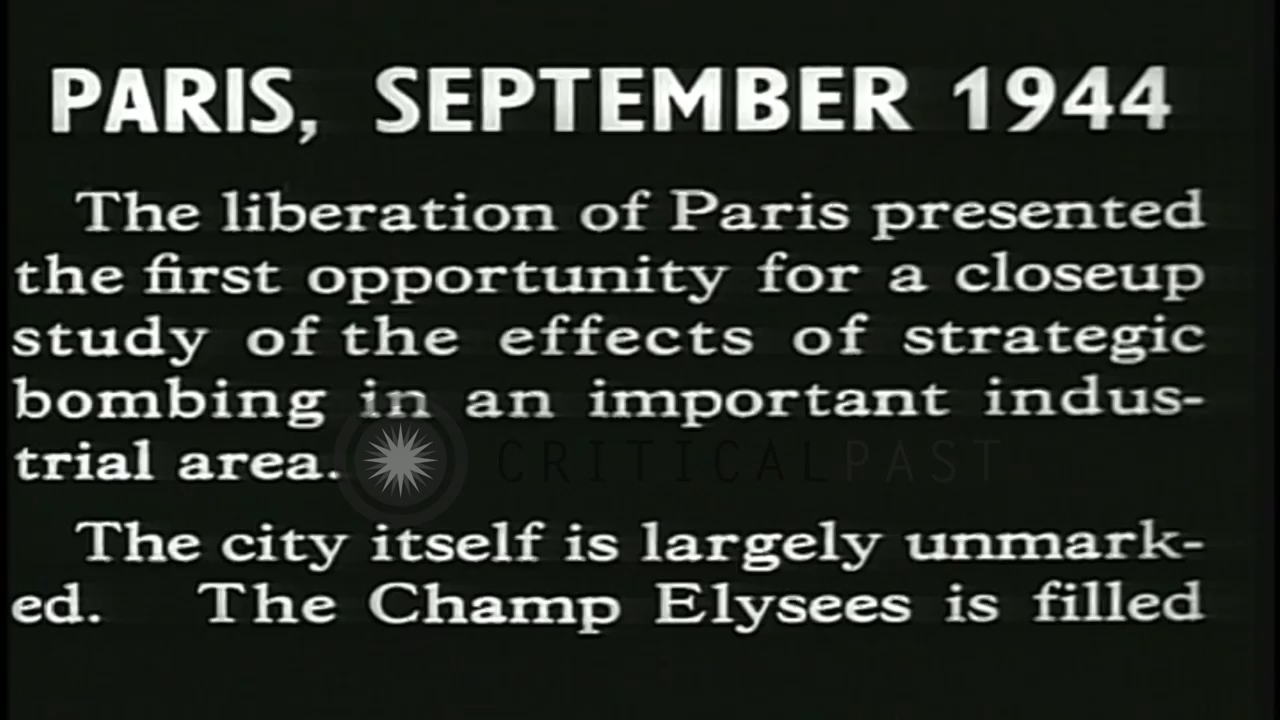 PARIS, SEPTEMBER 1944
The liberation of Paris presented
the first opportunity for a closeup
study of the effects of strategic
bombing in an important indus-
trial area.
CRITICALPAST
The city itself is largely unmark-
ed. The Champ Elysees is filled